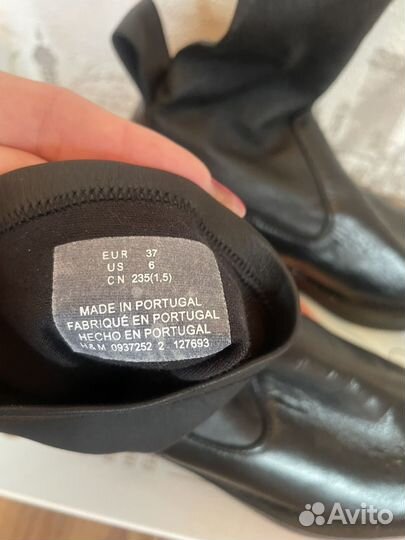 EUR 37
US 6
CN 235(1,5)
MADE IN PORTUGAL
FABRIQUÉ EN PORTUGAL
HECHO EN PORTUGAL
H&M 0937252 2 127693
Avito